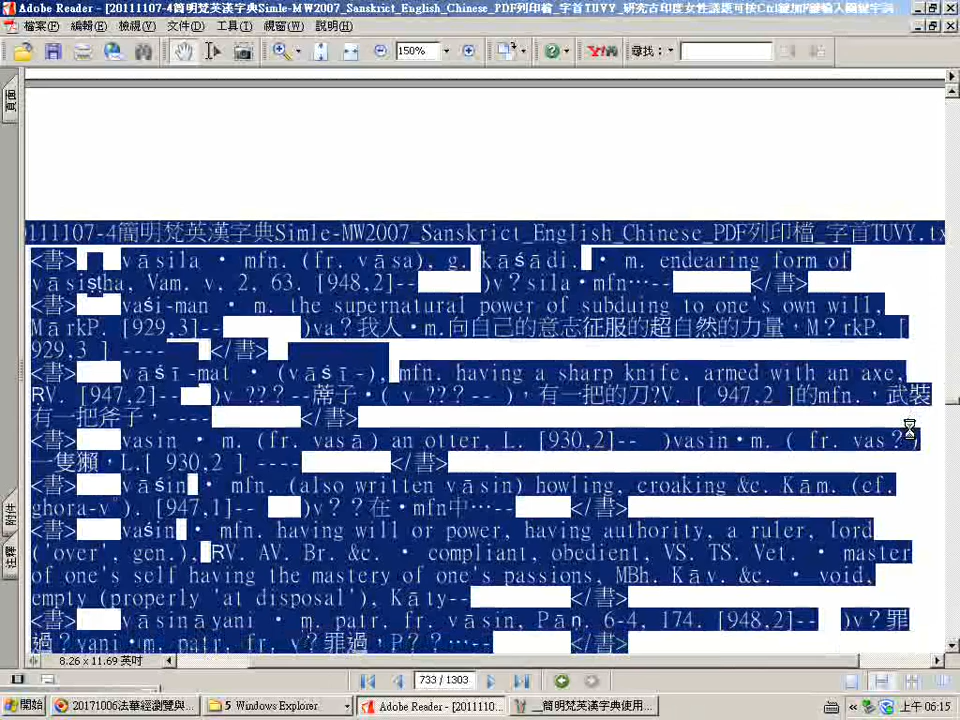 Adobe Reader - [20111107-4簡明梵英漢字典Simle-MW2007_Sanskrict_English_Chinese_PDF列印檔_字首TUVY_研究古印度女性議題可按Ctrl鍵加F鍵輸入關鍵字詞
檔案(F) 編輯(E) 檢視(V) 文件(D) 工具(T) 視窗(W) 說明(H)
150% Y! 尋找:
頁面
111107-4簡明梵英漢字典Simle-MW2007_Sanskrict_English_Chinese_PDF列印檔_字首TUVY.tx
<書> vāsila • mfn. (fr. vāsa), g. kāśādi. • m. endearing form of
vāsiṣṭha, Vam. v, 2, 63. [948,2]-- )v?sila•mfn…-- </書>
<書> vaśi-man • m. the supernatural power of subduing to one's own will,
MārkP. [929,3]-- )va？我人•m.向自己的意志征服的超自然的力量，M？rkP. [
929,3 ] ---- </書>
<書> vāśī-mat • (vāśī-), mfn. having a sharp knife, armed with an axe,
RV. [947,2]-- )v ??？--蓆子•( v ??？-- )，有一把的刀?V. [ 947,2 ]的mfn.，武裝
有一把斧子，---- </書>
<書> vasin • m. (fr. vasā) an otter, L. [930,2]-- )vasin•m. ( fr. vas？)
一隻獺，L.[ 930,2 ] ---- </書>
<書> vāśin • mfn. (also written vāsin) howling, croaking &c. Kām. (cf.
ghora-v°). [947,1]-- )v？？在•mfn中…-- </書>
<書> vaśin • mfn. having will or power, having authority, a ruler, lord
('over', gen.), RV. AV. Br. &c. • compliant, obedient, VS. TS. Vet. • master
of one's self having the mastery of one's passions, MBh. Kāv. &c. • void,
empty (properly 'at disposal'), Kāty-- </書>
<書> vāsināyani • m. patr. fr. vāsin, Pāṇ. 6-4, 174. [948,2]-- )v？罪
過？yani•m. patr. fr. v？罪過，P？？…-- </書>
附件
注釋
8.26 x 11.69 英吋
733 / 1303
開始 20171006法華經瀏覽與... 5 Windows Explorer Adobe Reader - [2011110... __簡明梵英漢字典使用... 上午 06:15